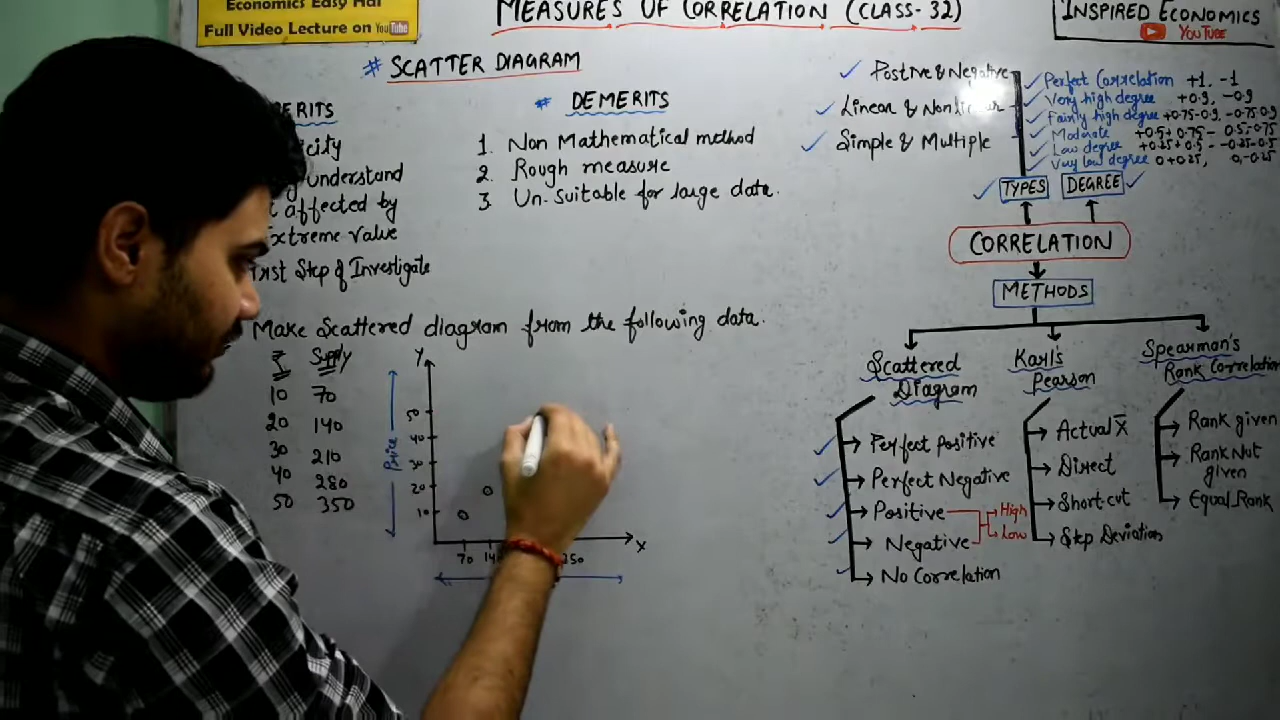 Economics Easy Hai
Full Video Lecture on YouTube
MEASURES OF CORRELATION (CLASS-32)
INSPIRED ECONOMICS
YOUTUBE
# SCATTER DIAGRAM
understand
affected by
Extreme Value
First Step of Investigate
* DEMERITS
1. Non Mathematical method
2. Rough measure
3. Un-suitable for large data.
Make Scattered diagram from the following data.
₹ Supply
10 70
20 140
30 210
40 280
50 350
Y
Price
50
40
30
20
10
70
350
X
Postive & Negative
Linear & Nonlinear
Simple & Multiple
Perfect Correlation +1. -1
Very high degree +0.9, -0.9
Fairly high degree +0.75-0.9, -0.75-0.9
Moderate +0.5+0.75 - 0.5-0.75
Low degree +0.25+0.5 - -0.25-0.5
Very low degree 0+0.25, 0,-0.25
TYPES DEGREE
CORRELATION
METHODS
Scattered Diagram
Perfect Positive
Perfect Negative
Positive High Low
Negative
No Correlation
Karl's Pearson
Actual X̄
Direct
Short-cut
Step Deviation
Spearman's
Rank Correlation
Rank given
Rank Not
given
Equal Rank